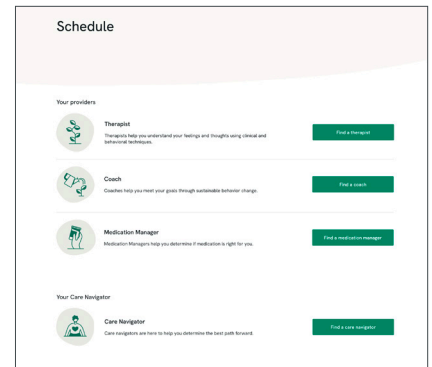 Schedule
Your providers
Therapist
Therapists help you understand your feelings and thoughts using clinical and
behavioral techniques.
Find a therapist
Coach
Coaches help you meet your goals through sustainable behavior change.
Find a coach
Medication Manager
Medication Managers help you determine if medication is right for you.
Find a medication manager
Your Care Navigator
Care Navigator
Care navigators are here to help you determine the best path forward.
Find a care navigator